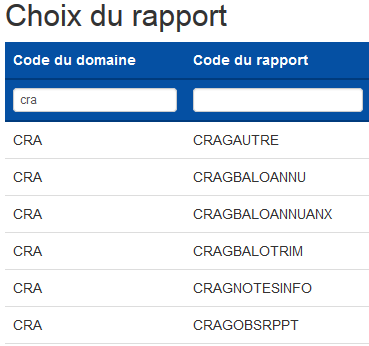 Choix du rapport
Code du domaine Code du rapport
cra
CRA CRAGAUTRE
CRA CRAGBALOANNU
CRA CRAGBALOANNUANX
CRA CRAGBALOTRIM
CRA CRAGNOTESINFO
CRA CRAGOBSRPPT